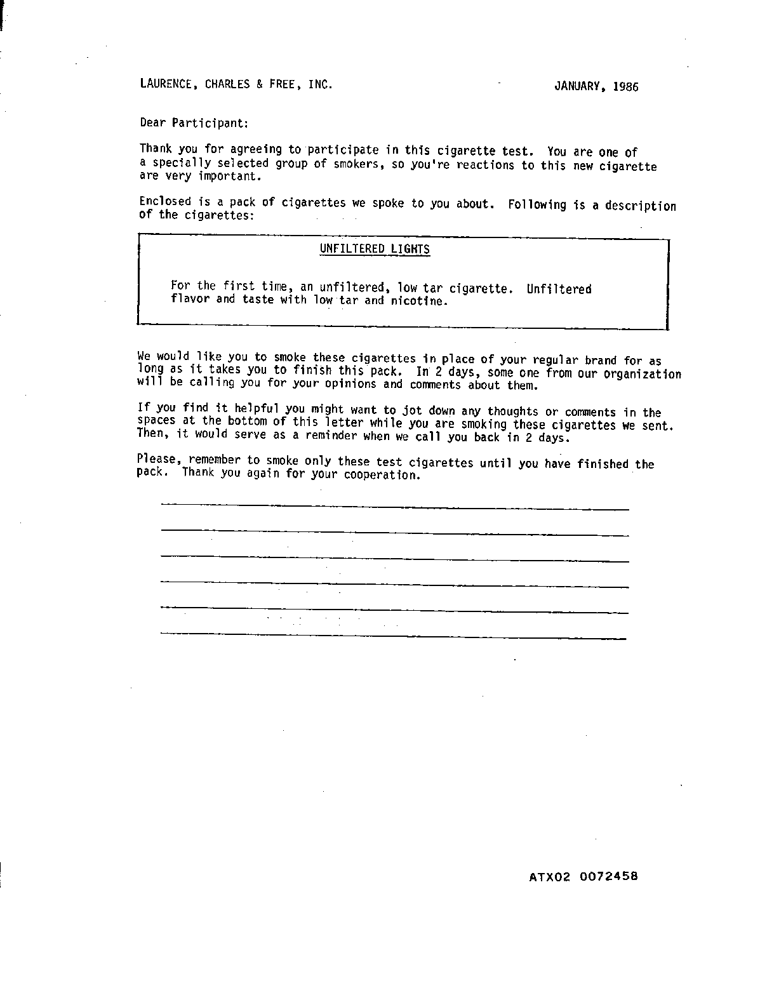 LAURENCE, CHARLES & FREE, INC. JANUARY, 1986
Dear Participant:
Thank you for agreeing to participate in this cigarette test. You are one of
a specially selected group of smokers, so you're reactions to this new cigarette
are very important.
Enclosed is a pack of cigarettes we spoke to you about. Following is a description
of the cigarettes:
UNFILTERED LIGHTS
For the first time, an unfiltered, low tar cigarette. Unfiltered
flavor and taste with low tar and nicotine.
We would like you to smoke these cigarettes in place of your regular brand for as
long as it takes you to finish this pack. In 2 days, some one from our organization
will be calling you for your opinions and comments about them.
If you find it helpful you might want to jot down any thoughts or comments in the
spaces at the bottom of this letter while you are smoking these cigarettes we sent.
Then, it would serve as a reminder when we call you back in 2 days.
Please, remember to smoke only these test cigarettes until you have finished the
pack. Thank you again for your cooperation.
ATX02 0072458